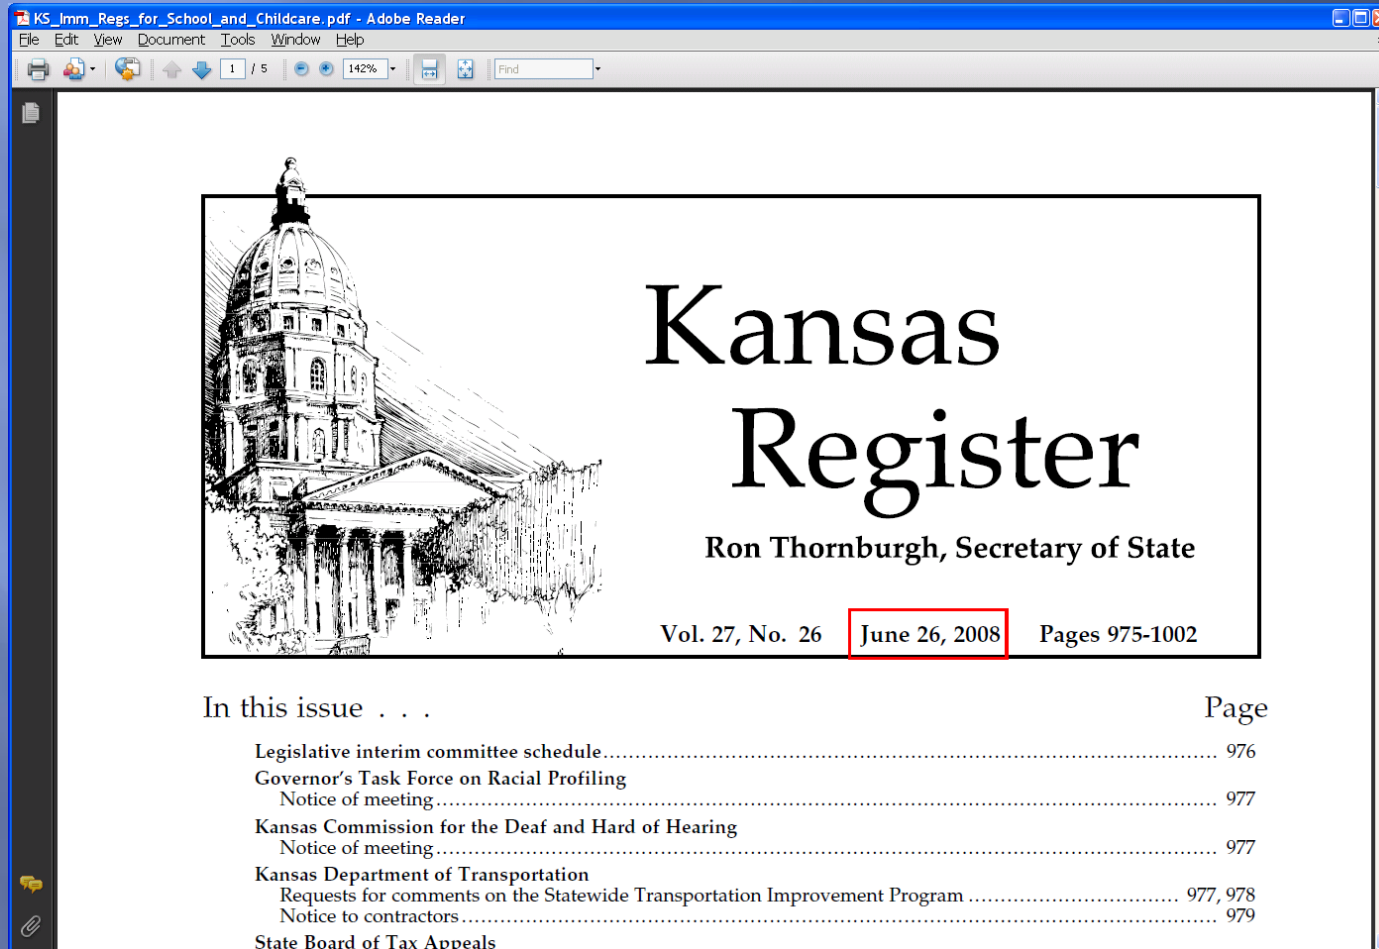 KS_Imm_Regs_for_School_and_Childcare.pdf - Adobe Reader
File Edit View Document Tools Window Help
1 / 5 142% Find
Kansas
Register
Ron Thornburgh, Secretary of State
Vol. 27, No. 26 June 26, 2008 Pages 975-1002
In this issue . . . Page
Legislative interim committee schedule........ 976
Governor's Task Force on Racial Profiling
Notice of meeting........ 977
Kansas Commission for the Deaf and Hard of Hearing
Notice of meeting........ 977
Kansas Department of Transportation
Requests for comments on the Statewide Transportation Improvement Program ........ 977, 978
Notice to contractors........ 979
State Board of Tax Appeals